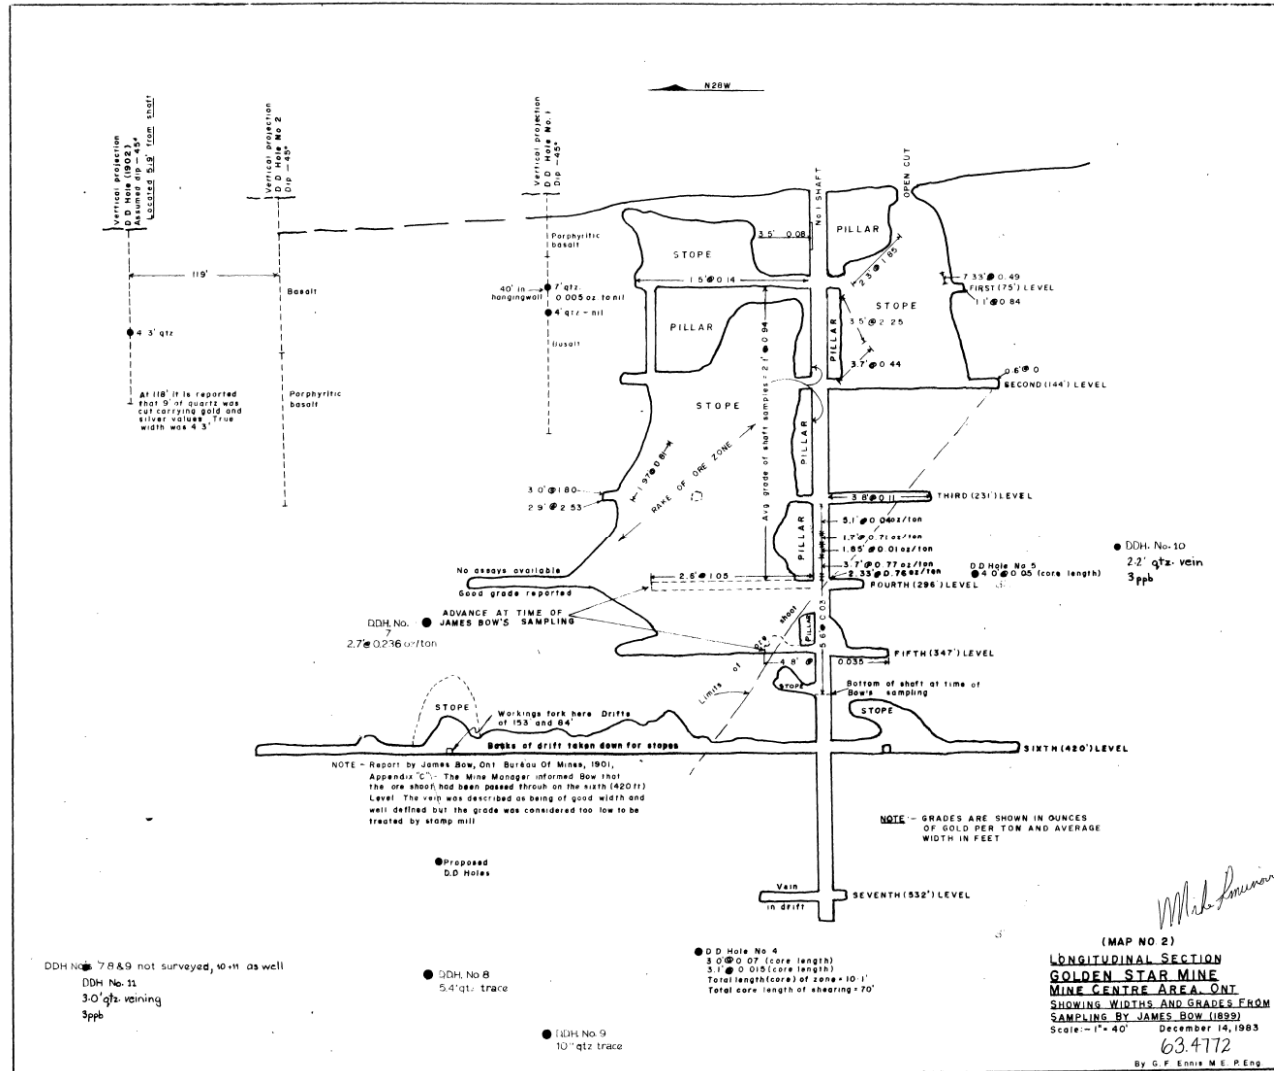 N28W
Vertical projection
D D Hole (1902)
Assumed dip - 45°
Located 519' from shaft
Vertical projection
D D Hole No. 2
Dip - 45°
Vertical projection
D D Hole No. 1
Dip - 45°
No 1 SHAFT
OPEN CUT
3.5' 0.08
PILLAR
2.3' @ 1.85
Porphyritic
basalt
STOPE
1.5' @ 0.14
119'
Basalt
40' in
hangingwall
7' qtz.
0.005 oz to nil
4' qtz - nil
7.33' @ 0.49
FIRST (75') LEVEL
1.1' @ 0.84
STOPE
3.5' @ 2.25
PILLAR
PILLAR
4 3' qtz
3.7' @ 0.44
0.6' @ 0
SECOND (144') LEVEL
At 118' it is reported
that 9' of quartz was
cut carrying gold and
silver values. True
width was 4 3'
Porphyritic
basalt
STOPE
Avg grade of shaft samples = 2.1' @ 0.94
PILLAR
1.97 @ 0.81
RAKE OF ORE ZONE
3 0' @ 1.80
2.9' @ 2.53
3 8' @ 0.11
THIRD (231') LEVEL
PILLAR
5.1' @ 0.04 oz/ton
1.7' @ 0.71 oz/ton
1.85' @ 0.01 oz/ton
3.7' @ 0.77 oz/ton
2.33' @ 0.76 oz/ton
DDH. No. 10
2.2' qtz. vein
3 ppb
D D Hole No 5
4 0' @ 0.05 (core length)
No assays available
Good grade reported
2.6' @ 1.05
FOURTH (296') LEVEL
ADVANCE AT TIME OF
JAMES BOW'S SAMPLING
DDH. No.
7
2.7' @ 0.236 oz/ton
PILLAR
5 6' @ 0.03
Limits of ore shoot
4 8' @ 0.035
FIFTH (347') LEVEL
STOPE
Bottom of shaft at time of
Bow's sampling
STOPE
STOPE
Workings fork here Drifts
of 153' and 84'
Backs of drift taken down for stopes
SIXTH (420') LEVEL
NOTE - Report by James Bow, Ont Bureau Of Mines, 1901,
Appendix "C" - The Mine Manager informed Bow that
the ore shoot had been passed through on the sixth (420 ft)
Level The vein was described as being of good width and
well defined but the grade was considered too low to be
treated by stamp mill
NOTE - GRADES ARE SHOWN IN OUNCES
OF GOLD PER TON AND AVERAGE
WIDTH IN FEET
Proposed
D.D Holes
Vein
in drift
SEVENTH (532') LEVEL
DDH No's. 7 8 & 9 not surveyed, 10 + 11 as well
DDH No. 11
3.0' qtz. veining
3 ppb
DDH. No 8
5.4' qtz trace
D D Hole No 4
3 0' @ 0 07 (core length)
3.1' @ 0 015 (core length)
Total length (core) of zone = 10 1'
Total core length of shearing = 70'
DDH. No. 9
10" qtz trace
(MAP NO 2)
LONGITUDINAL SECTION
GOLDEN STAR MINE
MINE CENTRE AREA, ONT
SHOWING WIDTHS AND GRADES FROM
SAMPLING BY JAMES BOW (1899)
Scale:- 1" = 40' December 14, 1983
63.4772
By G. F Ennis M E. P. Eng.